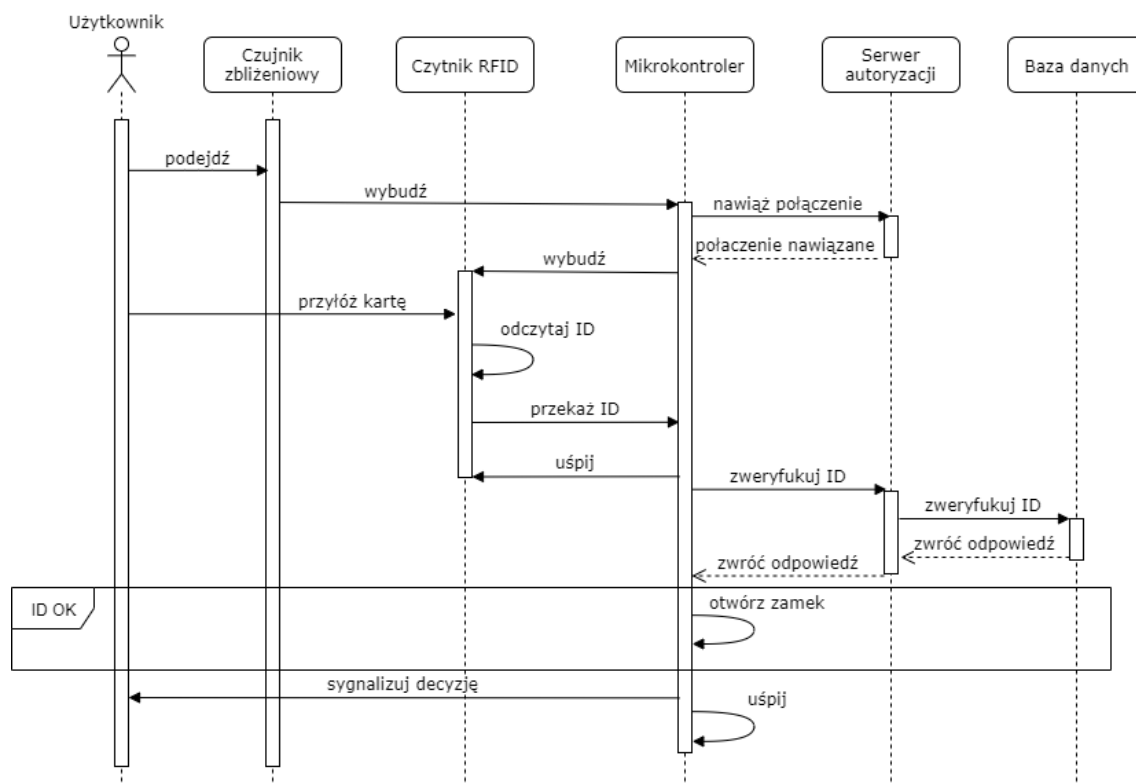 Użytkownik
Czujnik
zbliżeniowy
Czytnik RFID
Mikrokontroler
Serwer
autoryzacji
Baza danych
podejdź
wybudź
nawiąż połączenie
połaczenie nawiązane
wybudź
przyłóż kartę
odczytaj ID
przekaż ID
uśpij
zweryfukuj ID
zweryfukuj ID
zwróć odpowiedź
zwróć odpowiedź
ID OK
otwórz zamek
sygnalizuj decyzję
uśpij